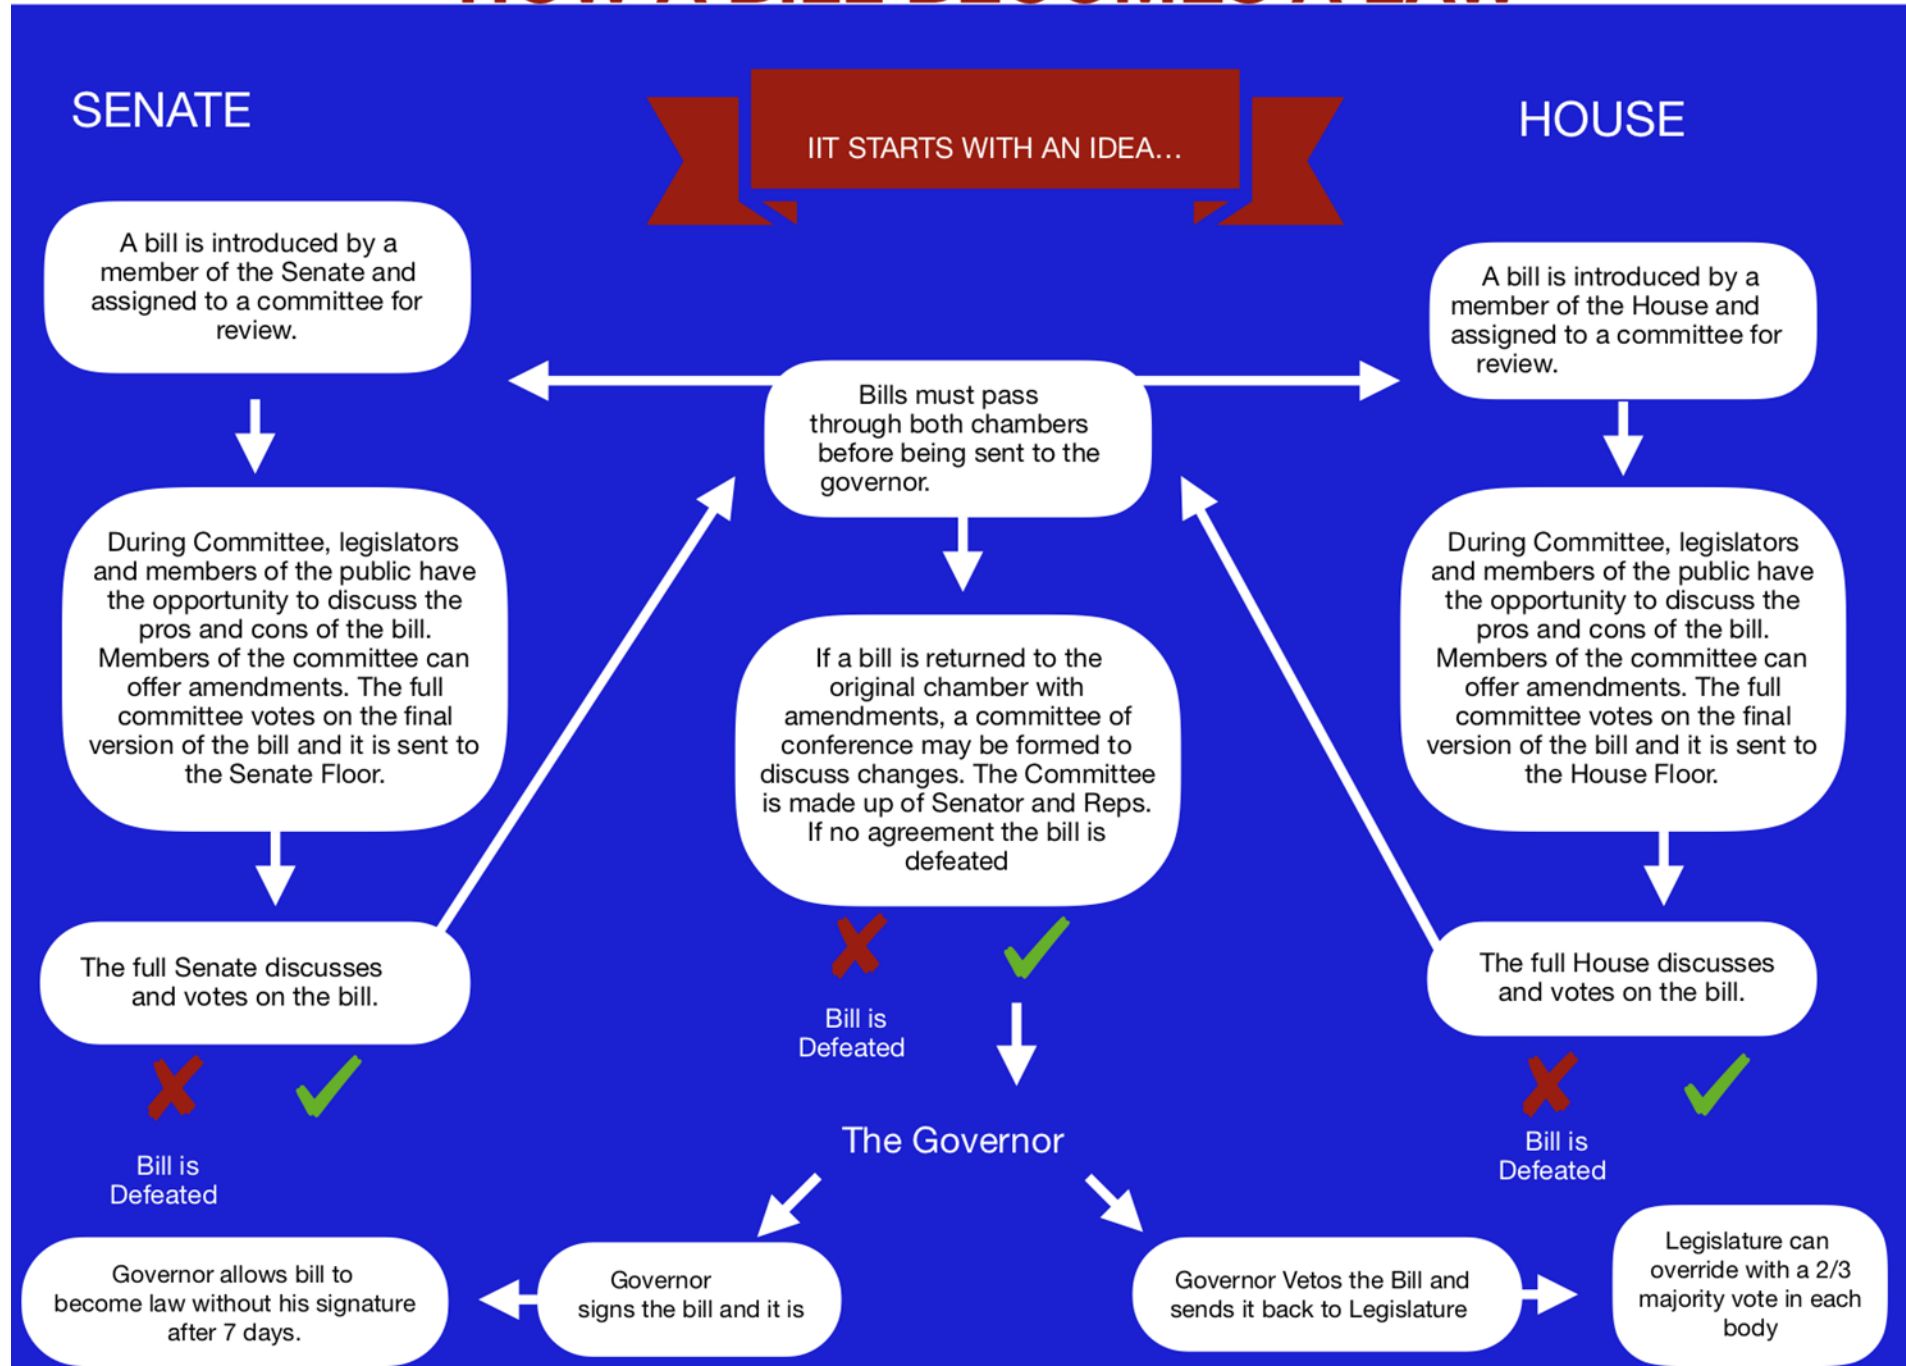 HOW A BILL BECOMES A LAW
SENATE
IIT STARTS WITH AN IDEA...
HOUSE
A bill is introduced by a
member of the Senate and
assigned to a committee for
review.
During Committee, legislators
and members of the public have
the opportunity to discuss the
pros and cons of the bill.
Members of the committee can
offer amendments. The full
committee votes on the final
version of the bill and it is sent to
the Senate Floor.
The full Senate discusses
and votes on the bill.
Bill is
Defeated
Bills must pass
through both chambers
before being sent to the
governor.
If a bill is returned to the
original chamber with
amendments, a committee of
conference may be formed to
discuss changes. The Committee
is made up of Senator and Reps.
If no agreement the bill is
defeated
Bill is
Defeated
A bill is introduced by a
member of the House and
assigned to a committee for
review.
During Committee, legislators
and members of the public have
the opportunity to discuss the
pros and cons of the bill.
Members of the committee can
offer amendments. The full
committee votes on the final
version of the bill and it is sent to
the House Floor.
The full House discusses
and votes on the bill.
Bill is
Defeated
The Governor
Governor allows bill to
become law without his signature
after 7 days.
Governor
signs the bill and it is
Governor Vetos the Bill and
sends it back to Legislature
Legislature can
override with a 2/3
majority vote in each
body